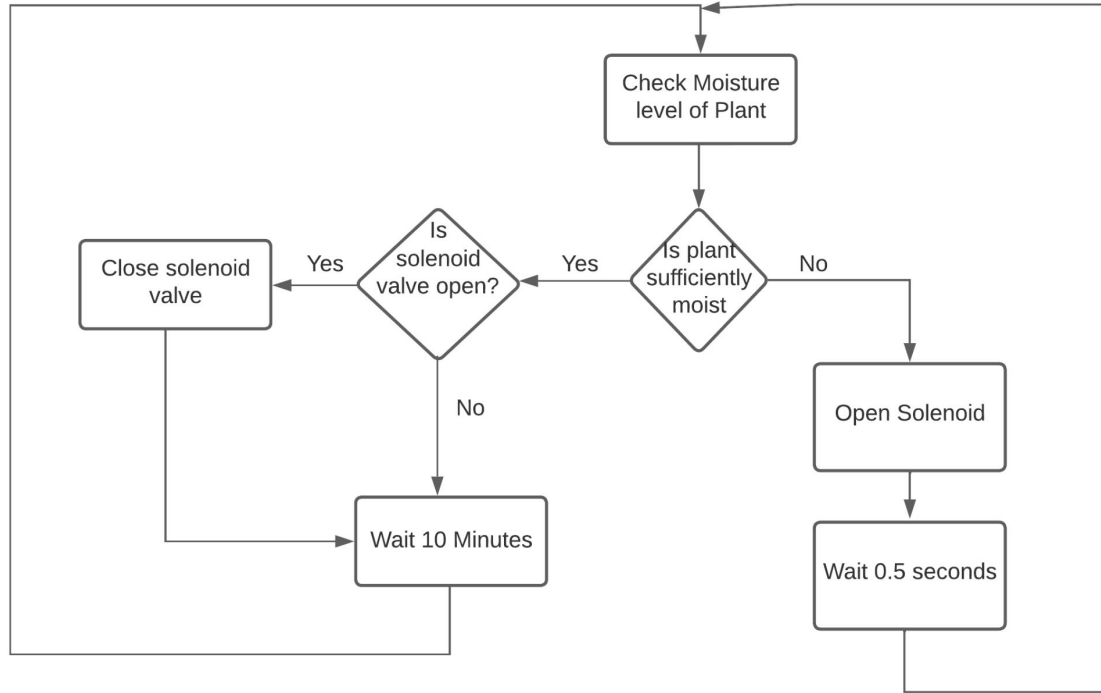 Check Moisture
level of Plant
Is
solenoid
valve open?
Is plant
sufficiently
moist
Close solenoid
valve
Yes
Yes
No
No
Open Solenoid
Wait 10 Minutes
Wait 0.5 seconds